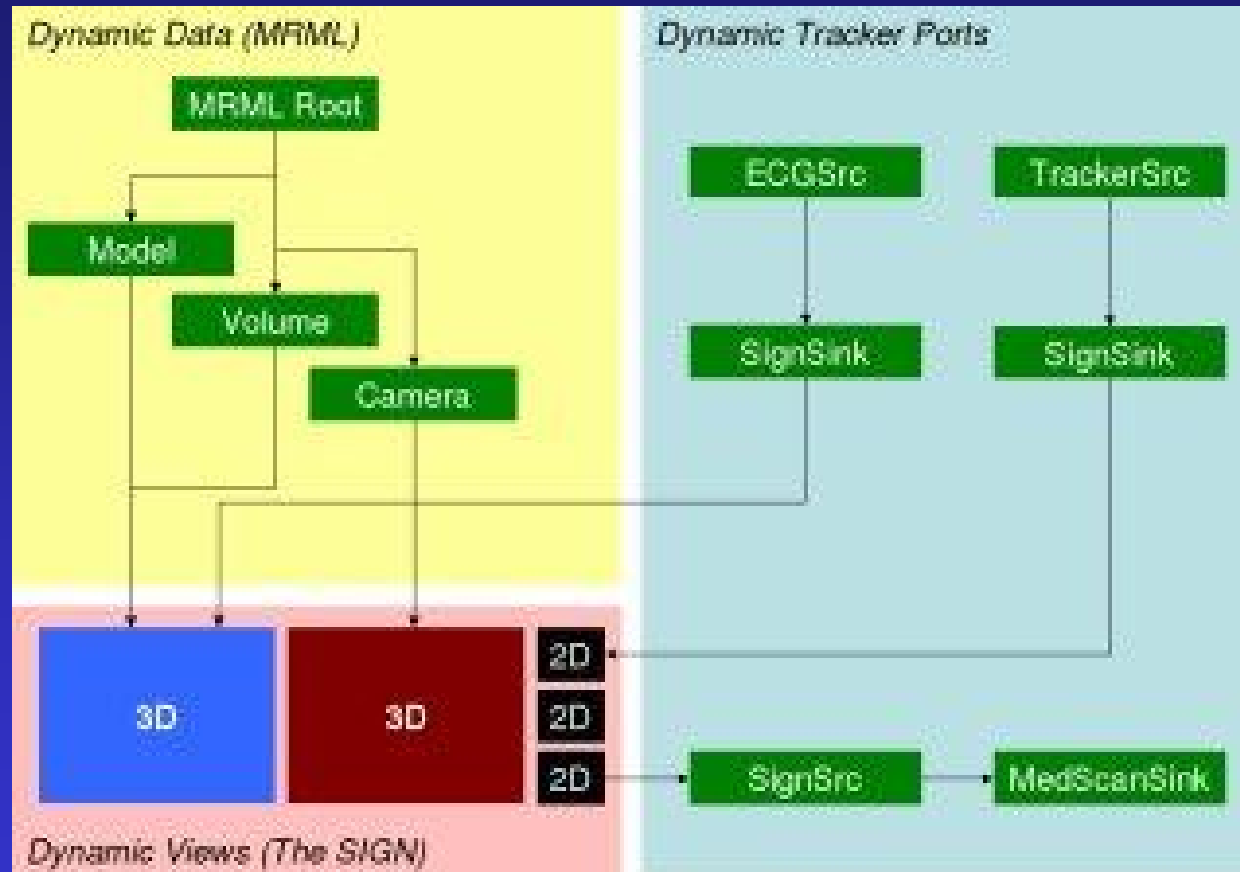 Dynamic Data (MRML)
MRML Root
Model
Volume
Camera
Dynamic Tracker Ports
ECGSrc
TrackerSrc
SignSink
SignSink
3D
3D
2D
2D
2D
SignSrc
MedScanSink
Dynamic Views (The SIGN)